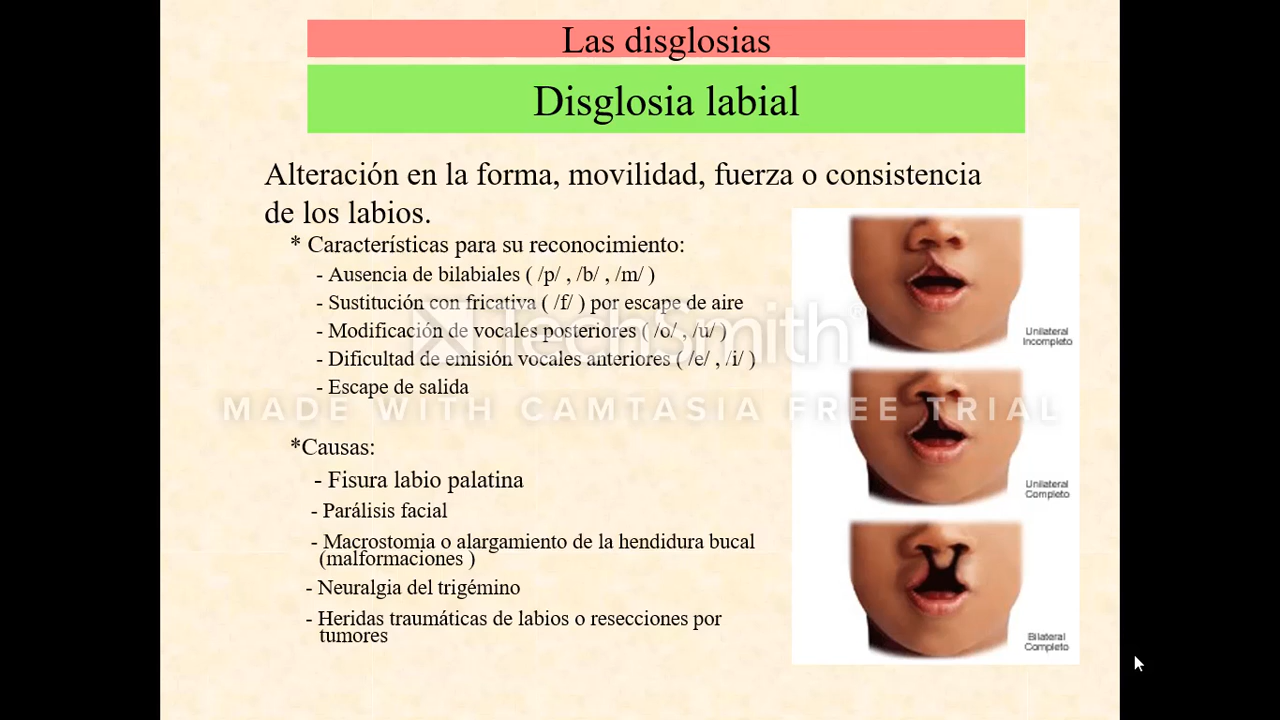 Las disglosias
Disglosia labial
Alteración en la forma, movilidad, fuerza o consistencia
de los labios.
* Características para su reconocimiento:
- Ausencia de bilabiales ( /p/ , /b/ , /m/ )
- Sustitución con fricativa ( /f/ ) por escape de aire
- Modificación de vocales posteriores ( /o/ , /u/ )
- Dificultad de emisión vocales anteriores ( /e/ , /i/ )
- Escape de salida
TechSmith®
MADE WITH CAMTASIA FREE TRIAL
*Causas:
- Fisura labio palatina
- Parálisis facial
- Macrostomia o alargamiento de la hendidura bucal
(malformaciones )
- Neuralgia del trigémino
- Heridas traumáticas de labios o resecciones por
tumores
Unilateral
Incompleto
Unilateral
Completo
Bilateral
Completo